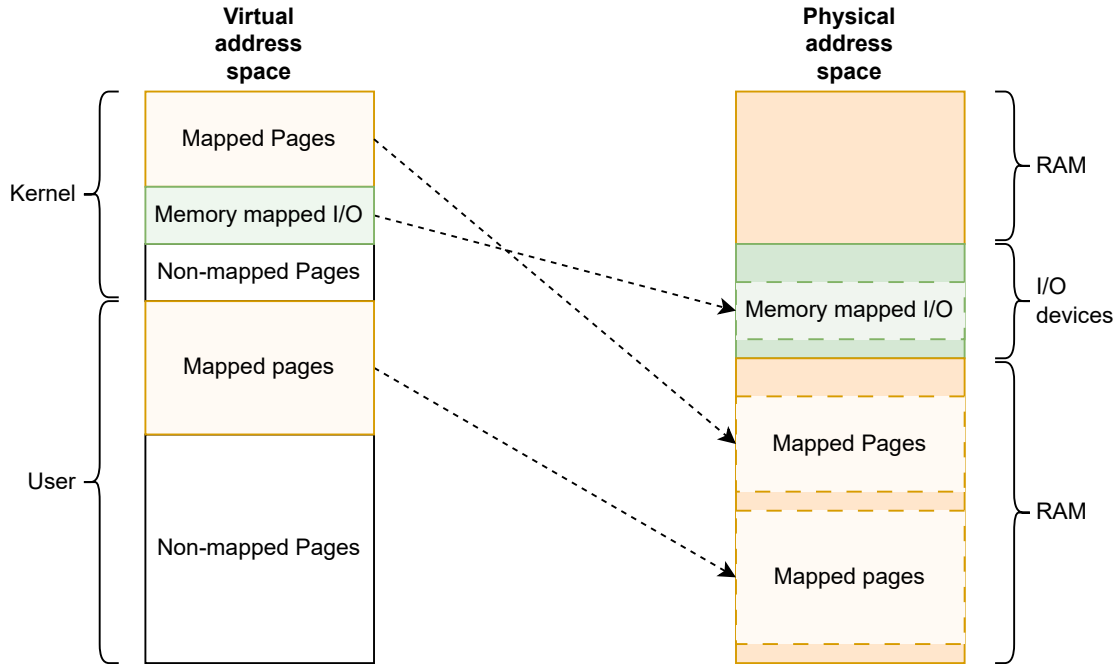 Virtual
address
space
Physical
address
space
Kernel
Mapped Pages
Memory mapped I/O
Non-mapped Pages
User
Mapped pages
Non-mapped Pages
RAM
Memory mapped I/O
I/O
devices
Mapped Pages
RAM
Mapped pages